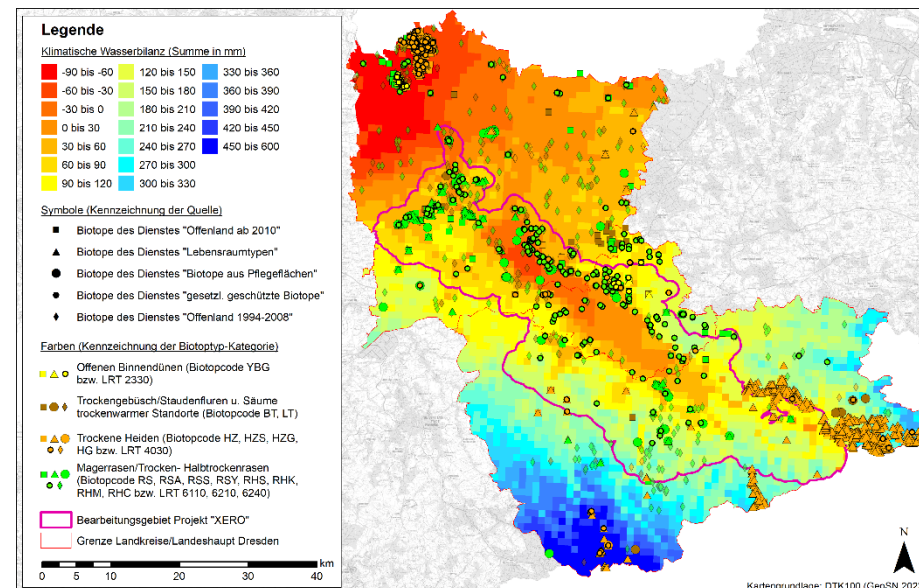 Legende
Klimatische Wasserbilanz (Summe in mm)
-90 bis -60
-60 bis -30
-30 bis 0
0 bis 30
30 bis 60
60 bis 90
90 bis 120
120 bis 150
150 bis 180
180 bis 210
210 bis 240
240 bis 270
270 bis 300
300 bis 330
330 bis 360
360 bis 390
390 bis 420
420 bis 450
450 bis 600
Symbole (Kennzeichnung der Quelle)
Biotope des Dienstes "Offenland ab 2010"
Biotope des Dienstes "Lebensraumtypen"
Biotope des Dienstes "Biotope aus Pflegeflächen"
Biotope des Dienstes "gesetzl. geschützte Biotope"
Biotope des Dienstes "Offenland 1994-2008"
Farben (Kennzeichnung der Biotoptyp-Kategorie)
Offenen Binnendünen (Biotopcode YBG
bzw. LRT 2330)
Trockengebüsch/Staudenfluren u. Säume
trockenwarmer Standorte (Biotopcode BT, LT)
Trockene Heiden (Biotopcode HZ, HZS, HZG,
HG bzw. LRT 4030)
Magerrasen/Trocken- Halbtrockenrasen
(Biotopcode RS, RSA, RSS, RSY, RHS, RHK,
RHM, RHC bzw. LRT 6110, 6210, 6240)
Bearbeitungsgebiet Projekt "XERO"
Grenze Landkreise/Landeshaupt Dresden
km
0 10 20 30 40
N
Kartengrundlage: DTK100 (GeoSN 202